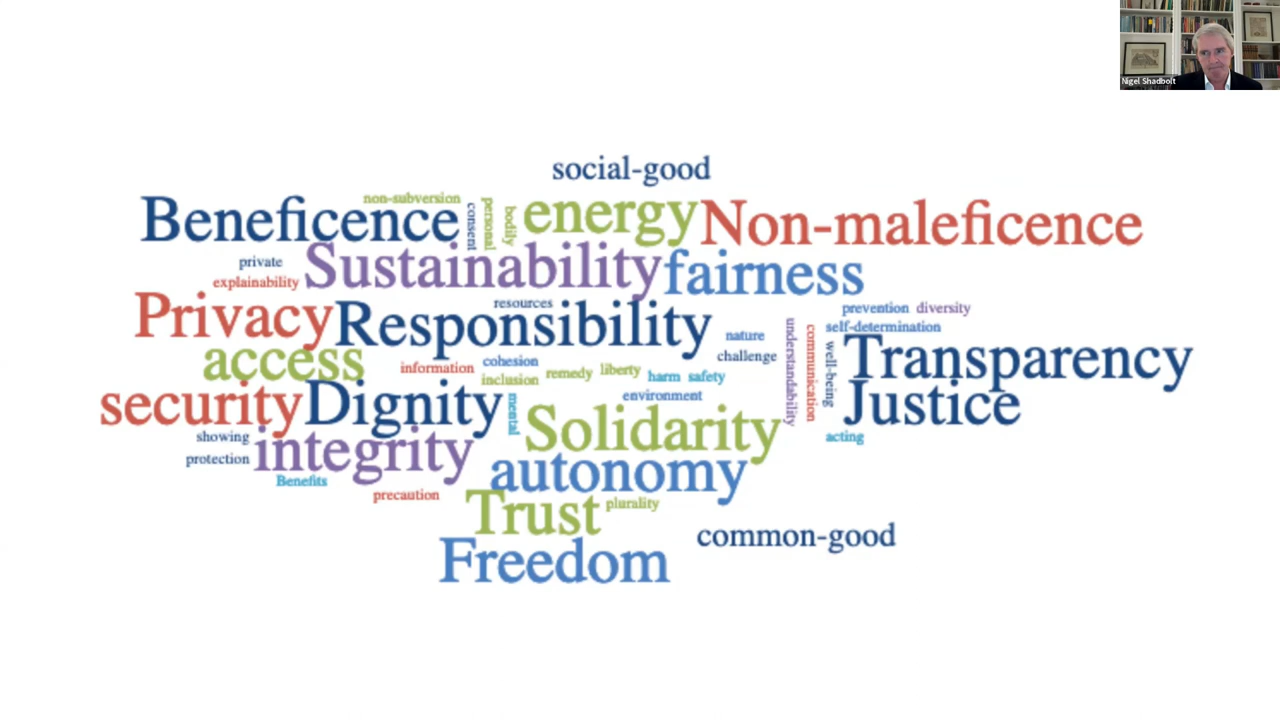 Nigel Shadbolt
social-good
non-subversion
Beneficence
consent
personal
bodily
energy
Non-maleficence
private
explainability
Sustainability
fairness
resources
prevention
diversity
Privacy
Responsibility
nature
self-determination
understandability
communication
well-being
challenge
Transparency
access
information
cohesion
inclusion
remedy
liberty
harm
safety
environment
security
Dignity
mental
Solidarity
Justice
showing
acting
protection
integrity
Benefits
autonomy
precaution
Trust
plurality
common-good
Freedom